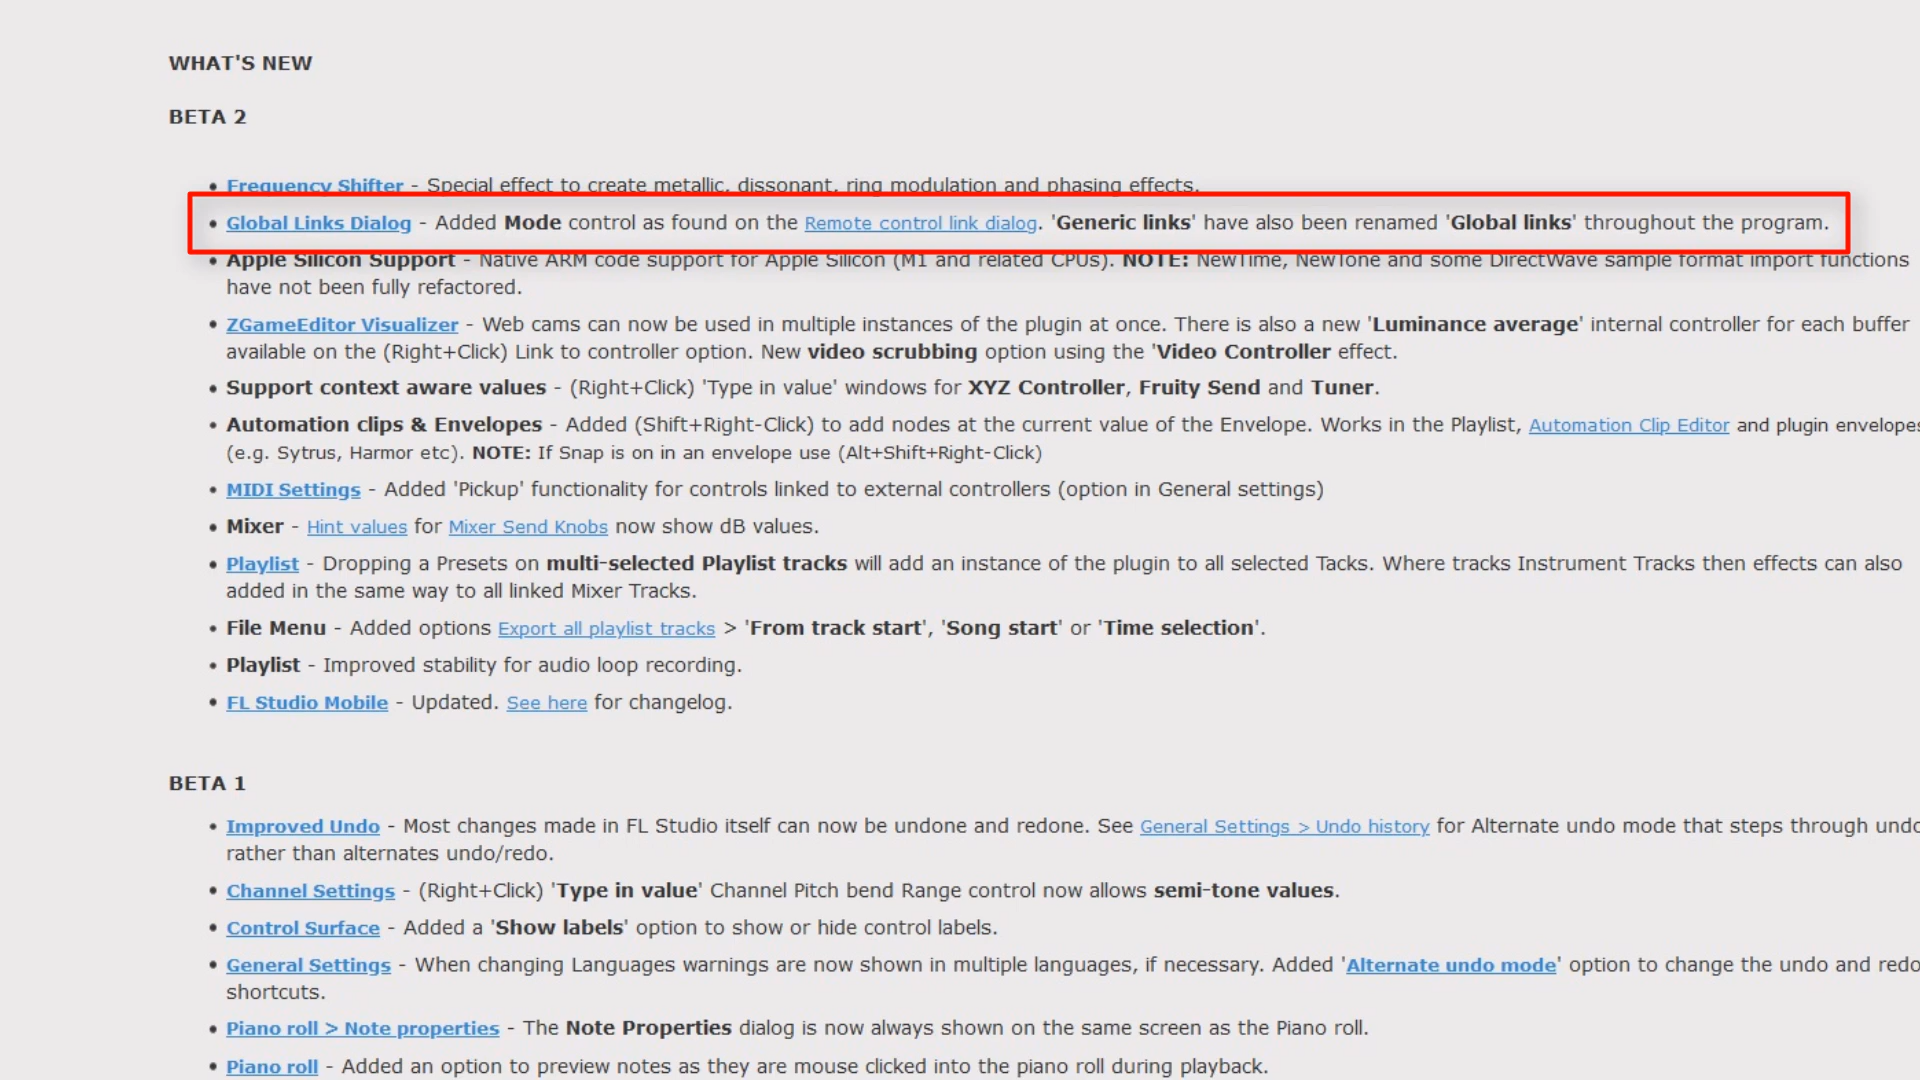 WHAT'S NEW
BETA 2
• Frequency Shifter - Special effect to create metallic, dissonant, ring modulation and phasing effects.
• Global Links Dialog - Added Mode control as found on the Remote control link dialog. 'Generic links' have also been renamed 'Global links' throughout the program.
• Apple Silicon Support - Native ARM code support for Apple Silicon (M1 and related CPUs). NOTE: NewTime, NewTone and some DirectWave sample format import functions
have not been fully refactored.
• ZGameEditor Visualizer - Web cams can now be used in multiple instances of the plugin at once. There is also a new 'Luminance average' internal controller for each buffer
available on the (Right+Click) Link to controller option. New video scrubbing option using the 'Video Controller effect.
• Support context aware values - (Right+Click) 'Type in value' windows for XYZ Controller, Fruity Send and Tuner.
• Automation clips & Envelopes - Added (Shift+Right-Click) to add nodes at the current value of the Envelope. Works in the Playlist, Automation Clip Editor and plugin envelopes
(e.g. Sytrus, Harmor etc). NOTE: If Snap is on in an envelope use (Alt+Shift+Right-Click)
• MIDI Settings - Added 'Pickup' functionality for controls linked to external controllers (option in General settings)
• Mixer - Hint values for Mixer Send Knobs now show dB values.
• Playlist - Dropping a Presets on multi-selected Playlist tracks will add an instance of the plugin to all selected Tacks. Where tracks Instrument Tracks then effects can also
added in the same way to all linked Mixer Tracks.
• File Menu - Added options Export all playlist tracks > 'From track start', 'Song start' or 'Time selection'.
• Playlist - Improved stability for audio loop recording.
• FL Studio Mobile - Updated. See here for changelog.
BETA 1
• Improved Undo - Most changes made in FL Studio itself can now be undone and redone. See General Settings > Undo history for Alternate undo mode that steps through undo
rather than alternates undo/redo.
• Channel Settings - (Right+Click) 'Type in value' Channel Pitch bend Range control now allows semi-tone values.
• Control Surface - Added a 'Show labels' option to show or hide control labels.
• General Settings - When changing Languages warnings are now shown in multiple languages, if necessary. Added 'Alternate undo mode' option to change the undo and redo
shortcuts.
• Piano roll > Note properties - The Note Properties dialog is now always shown on the same screen as the Piano roll.
• Piano roll - Added an option to preview notes as they are mouse clicked into the piano roll during playback.